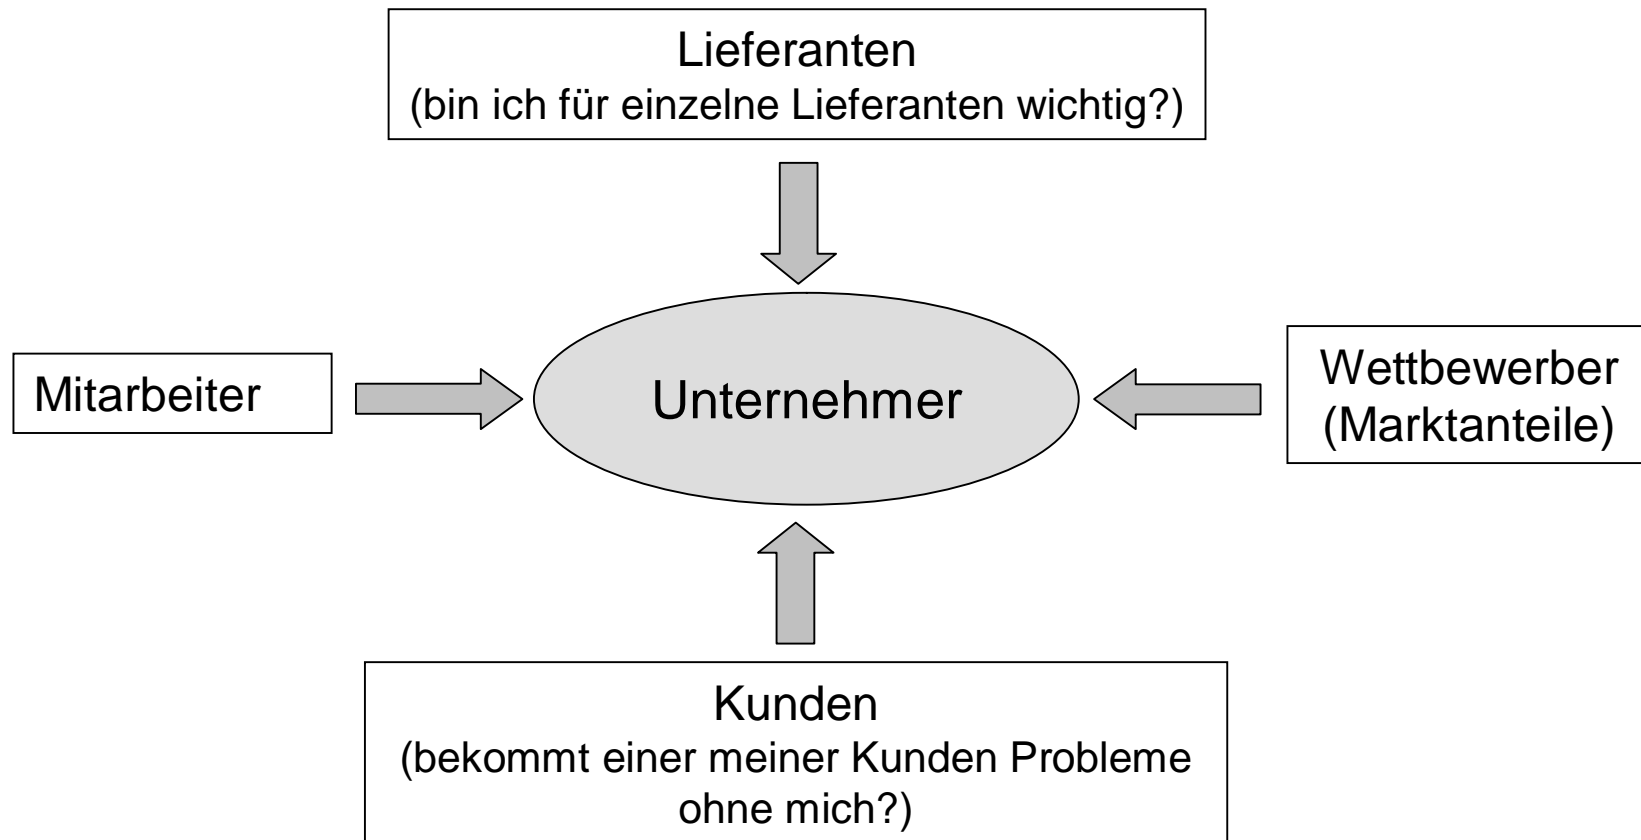 Lieferanten
(bin ich für einzelne Lieferanten wichtig?)
Mitarbeiter
Unternehmer
Wettbewerber
(Marktanteile)
Kunden
(bekommt einer meiner Kunden Probleme
ohne mich?)